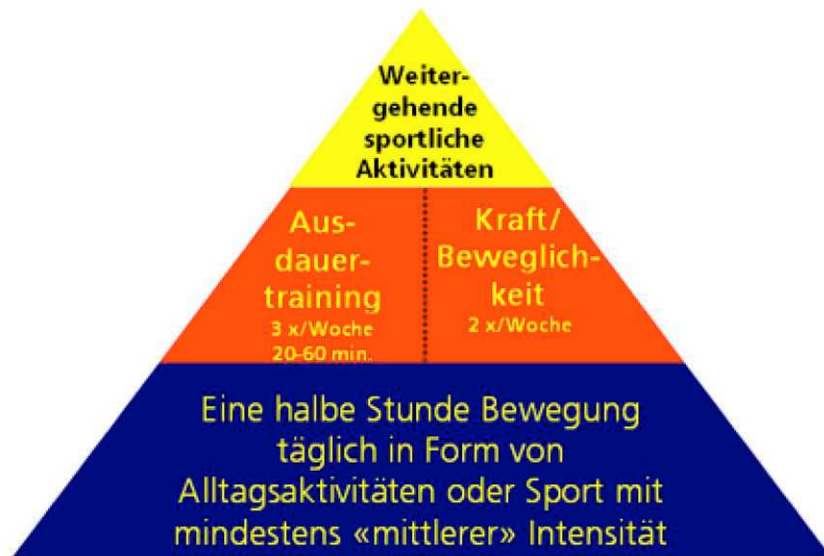 Weiter-
gehende
sportliche
Aktivitäten
Aus-
dauer-
training
3 x/Woche
20-60 min.
Kraft/
Beweglich-
keit
2 x/Woche
Eine halbe Stunde Bewegung
täglich in Form von
Alltagsaktivitäten oder Sport mit
mindestens «mittlerer» Intensität